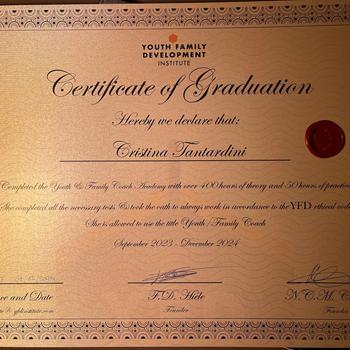 YOUTH FAMILY
DEVELOPMENT
INSTITUTE
Certificate of Graduation
Hereby we declare that:
Cristina Tantardini
Completed the Youth & Family Coach Academy with over 400 hours of theory and 50 hours of practice
She completed all the necessary tests & took the oath to always work in accordance to the YFD ethical code
She is allowed to use the title Youth / Family Coach
September 2023 - December 2024
and Date
F.D. Hiele
N.C.M.
Founder
Founder